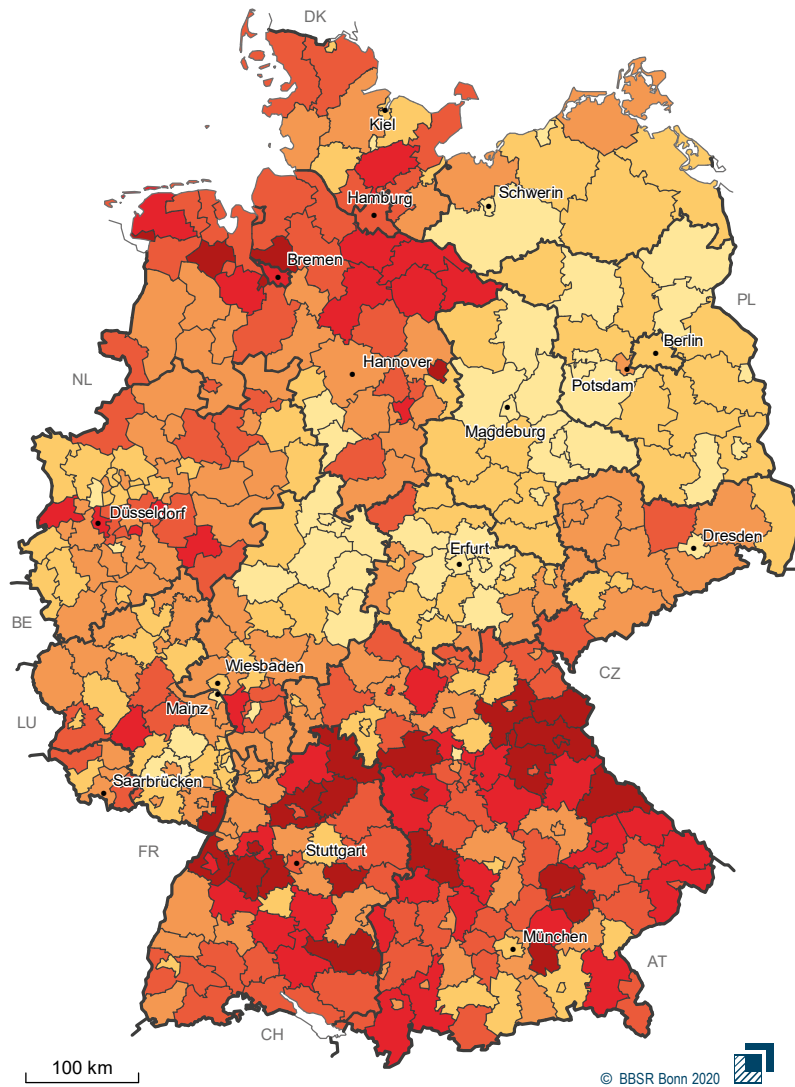 DK
Kiel
Hamburg
Schwerin
Bremen
PL
Berlin
Hannover
NL
Potsdam
Magdeburg
Düsseldorf
Dresden
Erfurt
BE
Wiesbaden
CZ
Mainz
LU
Saarbrücken
FR
Stuttgart
München
AT
CH
100 km
© BBSR Bonn 2020